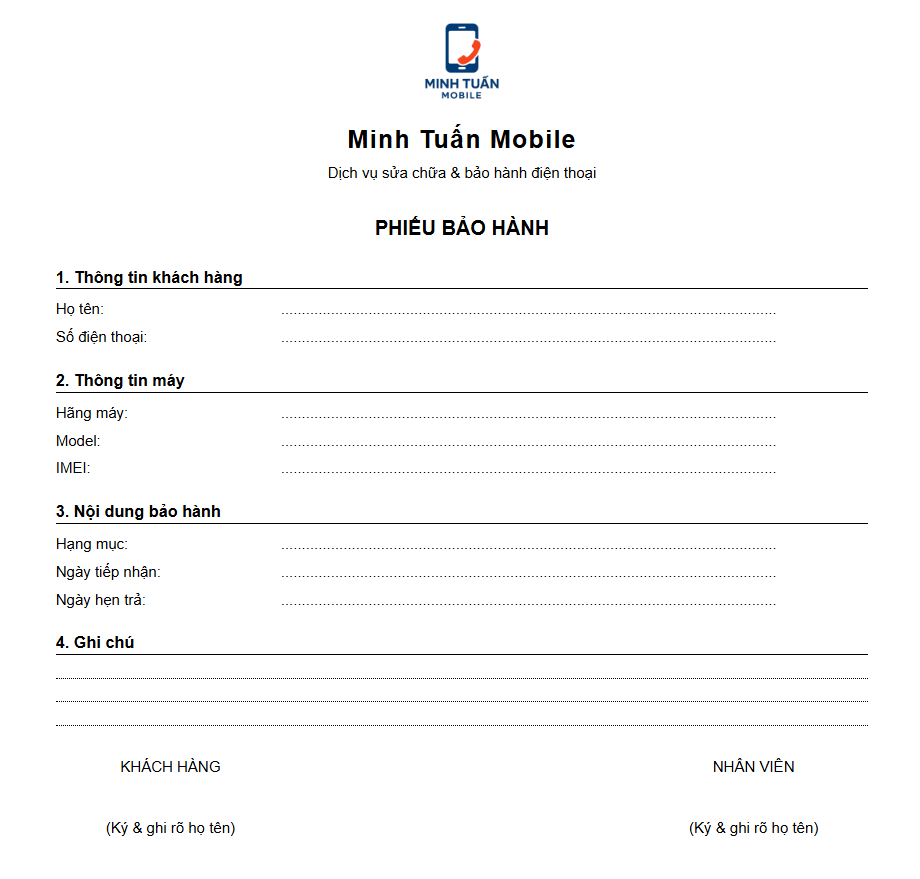 MINH TUẤN
MOBILE
Minh Tuấn Mobile
Dịch vụ sửa chữa & bảo hành điện thoại
PHIẾU BẢO HÀNH
1. Thông tin khách hàng
Họ tên: ........................................................................................................................
Số điện thoại: ........................................................................................................................
2. Thông tin máy
Hãng máy: ........................................................................................................................
Model: ........................................................................................................................
IMEI: ........................................................................................................................
3. Nội dung bảo hành
Hạng mục: ........................................................................................................................
Ngày tiếp nhận: ........................................................................................................................
Ngày hẹn trả: ........................................................................................................................
4. Ghi chú
KHÁCH HÀNG NHÂN VIÊN
(Ký & ghi rõ họ tên) (Ký & ghi rõ họ tên)